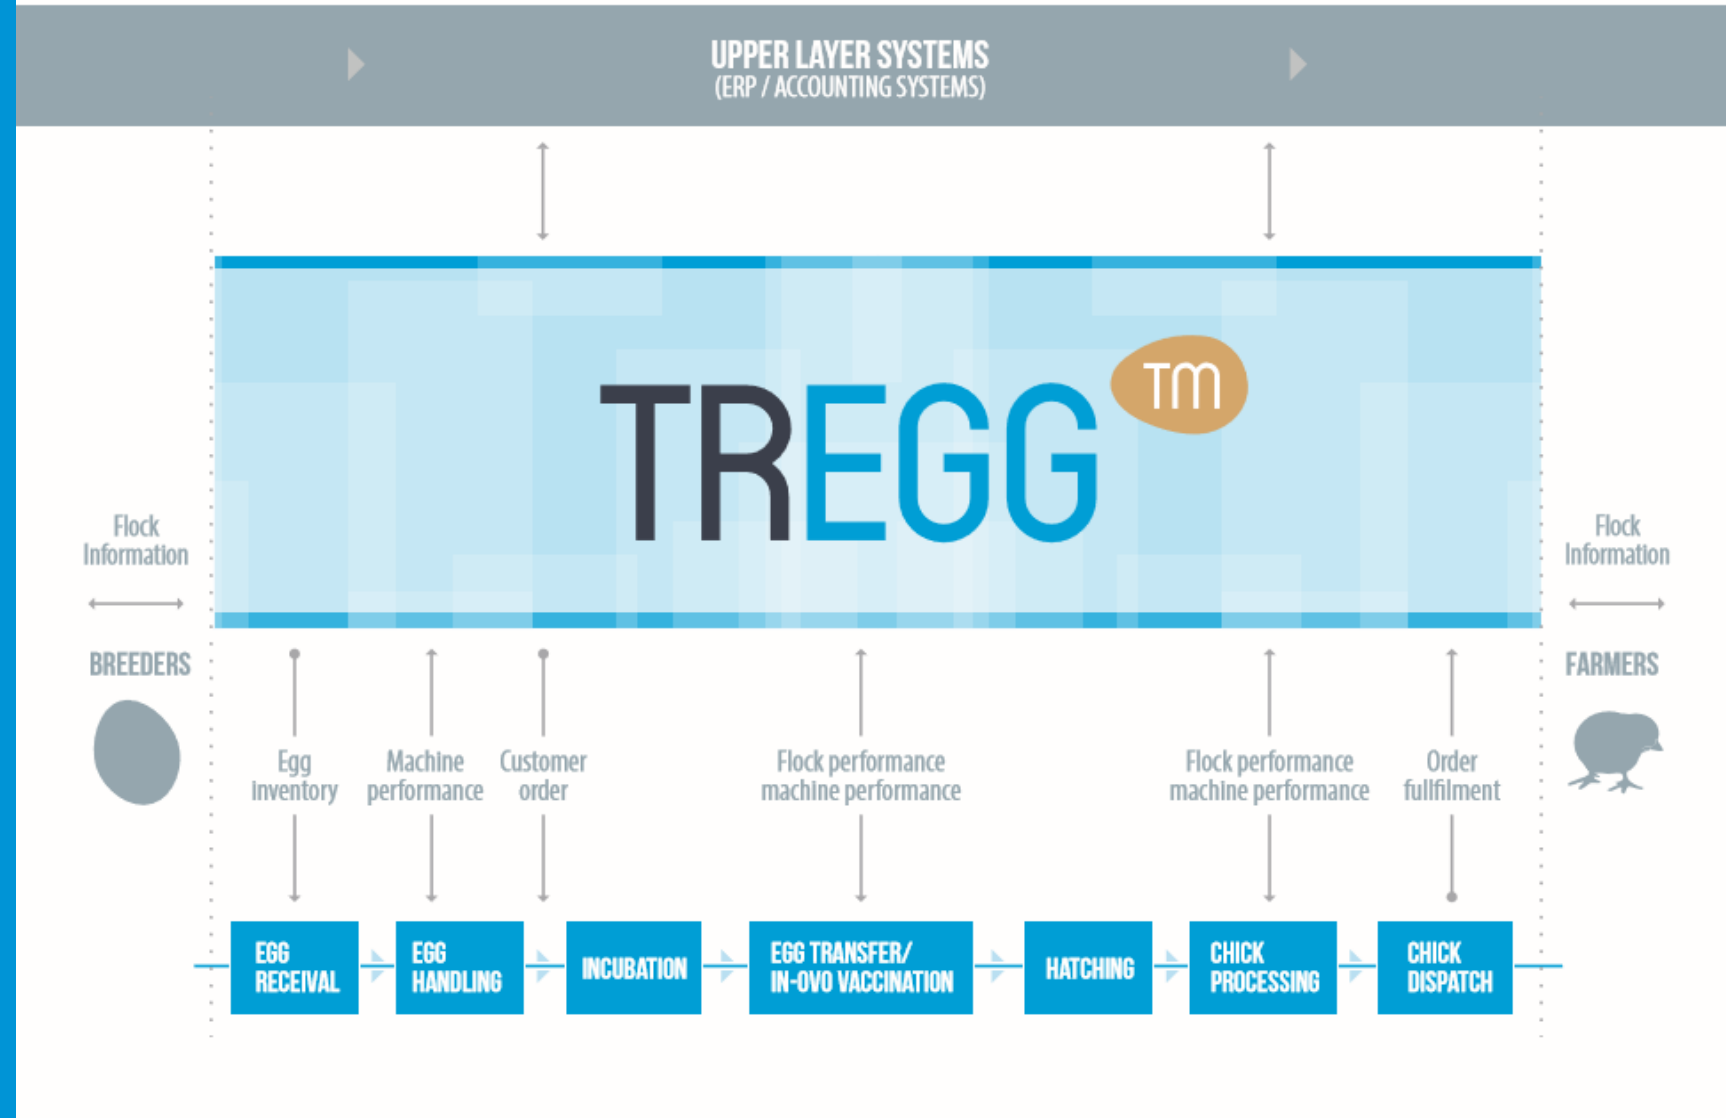 UPPER LAYER SYSTEMS
(ERP / ACCOUNTING SYSTEMS)
TREGG TM
Flock
Information
BREEDERS
Flock
Information
FARMERS
Egg
inventory
Machine
performance
Customer
order
Flock performance
machine performance
Flock performance
machine performance
Order
fullfilment
EGG
RECEIVAL
EGG
HANDLING
INCUBATION
EGG TRANSFER/
IN-OVO VACCINATION
HATCHING
CHICK
PROCESSING
CHICK
DISPATCH